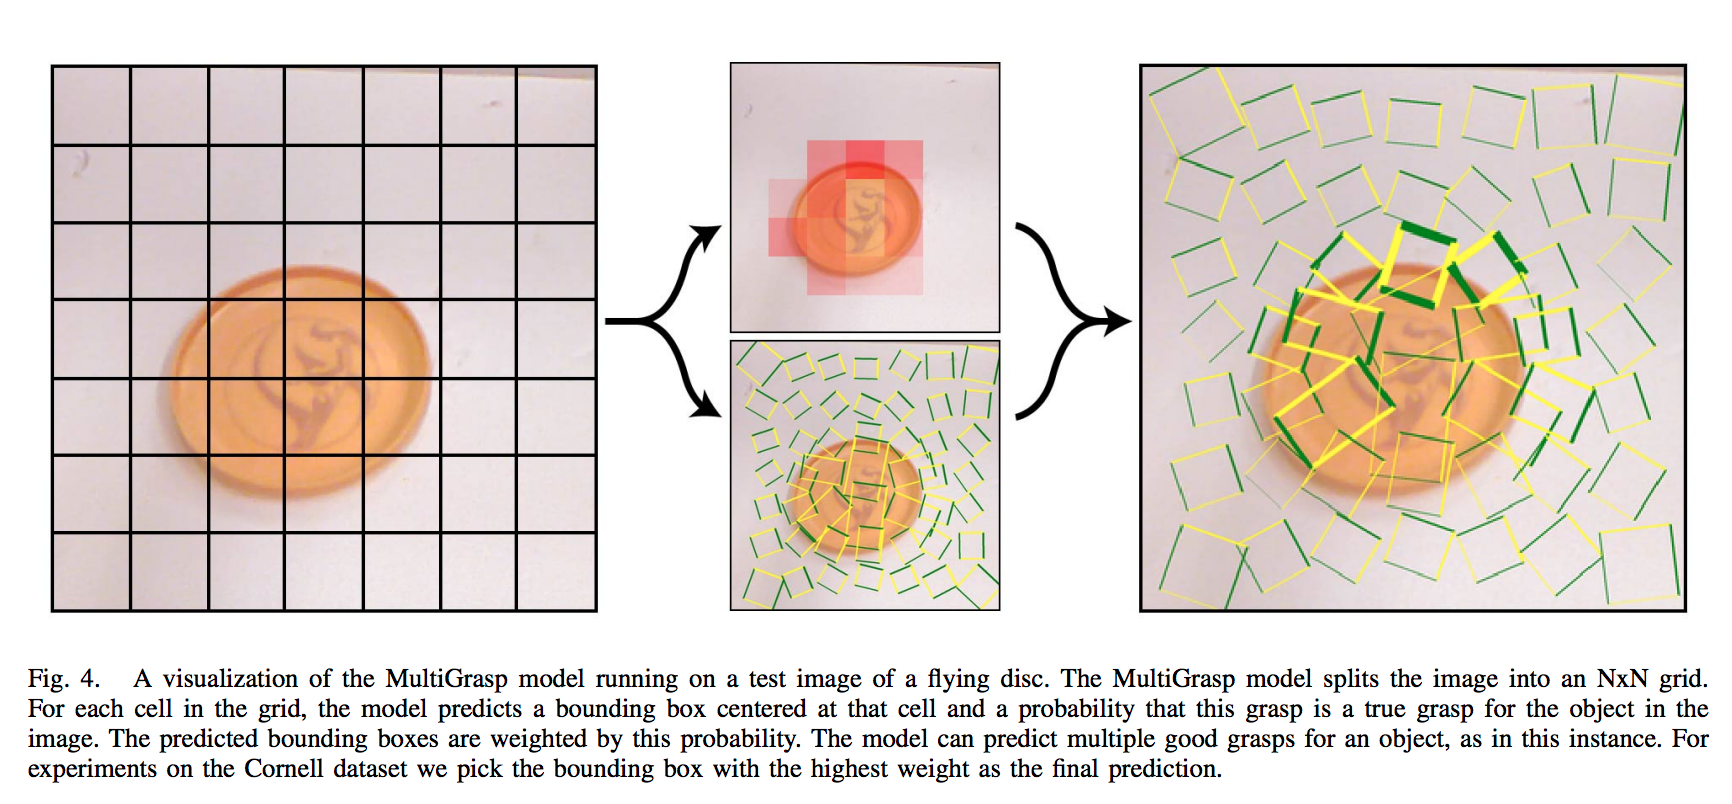 Fig. 4. A visualization of the MultiGrasp model running on a test image of a flying disc. The MultiGrasp model splits the image into an NxN grid.
For each cell in the grid, the model predicts a bounding box centered at that cell and a probability that this grasp is a true grasp for the object in the
image. The predicted bounding boxes are weighted by this probability. The model can predict multiple good grasps for an object, as in this instance. For
experiments on the Cornell dataset we pick the bounding box with the highest weight as the final prediction.